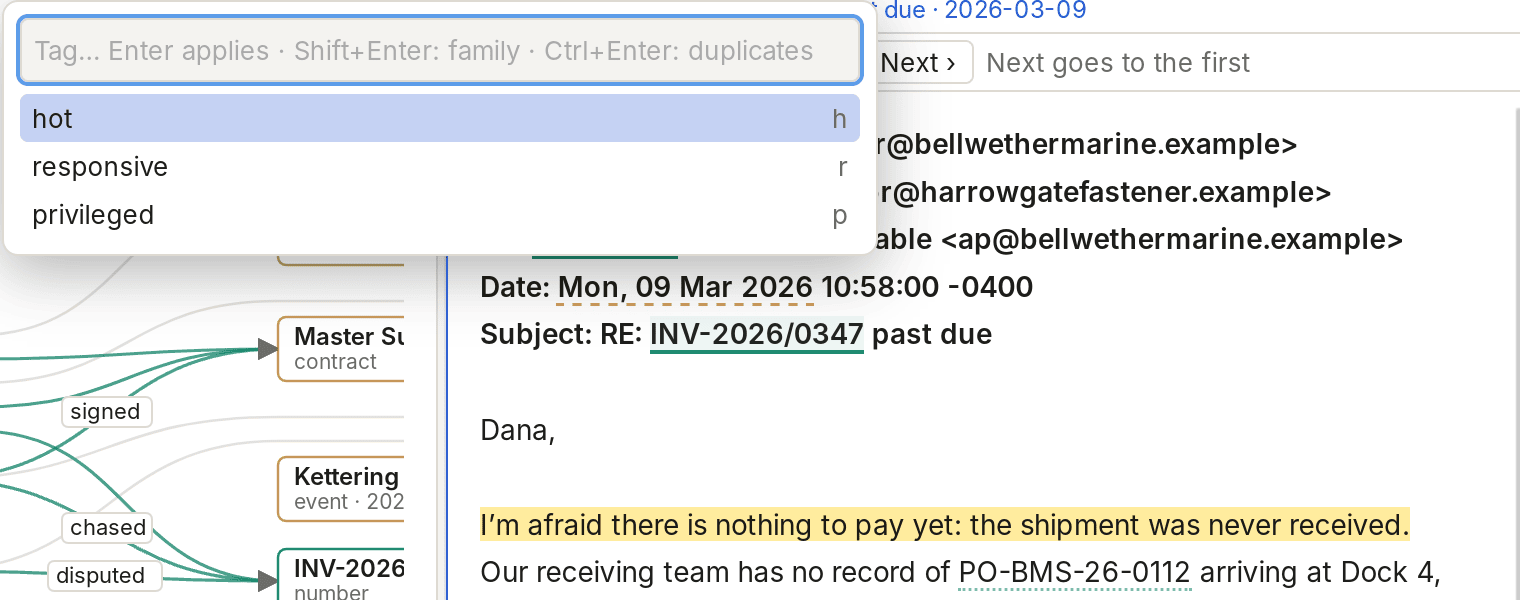 Tag… Enter applies · Shift+Enter: family · Ctrl+Enter: duplicates
hot h
responsive r
privileged p
due · 2026-03-09
Next › Next goes to the first
r@bellwethermarine.example>
r@harrowgatefastener.example>
able <ap@bellwethermarine.example>
Date: Mon, 09 Mar 2026 10:58:00 -0400
Subject: RE: INV-2026/0347 past due
Dana,
I’m afraid there is nothing to pay yet: the shipment was never received.
Our receiving team has no record of PO-BMS-26-0112 arriving at Dock 4,
Master Su
contract
signed
Kettering
event · 202
chased
disputed
INV-2026
number